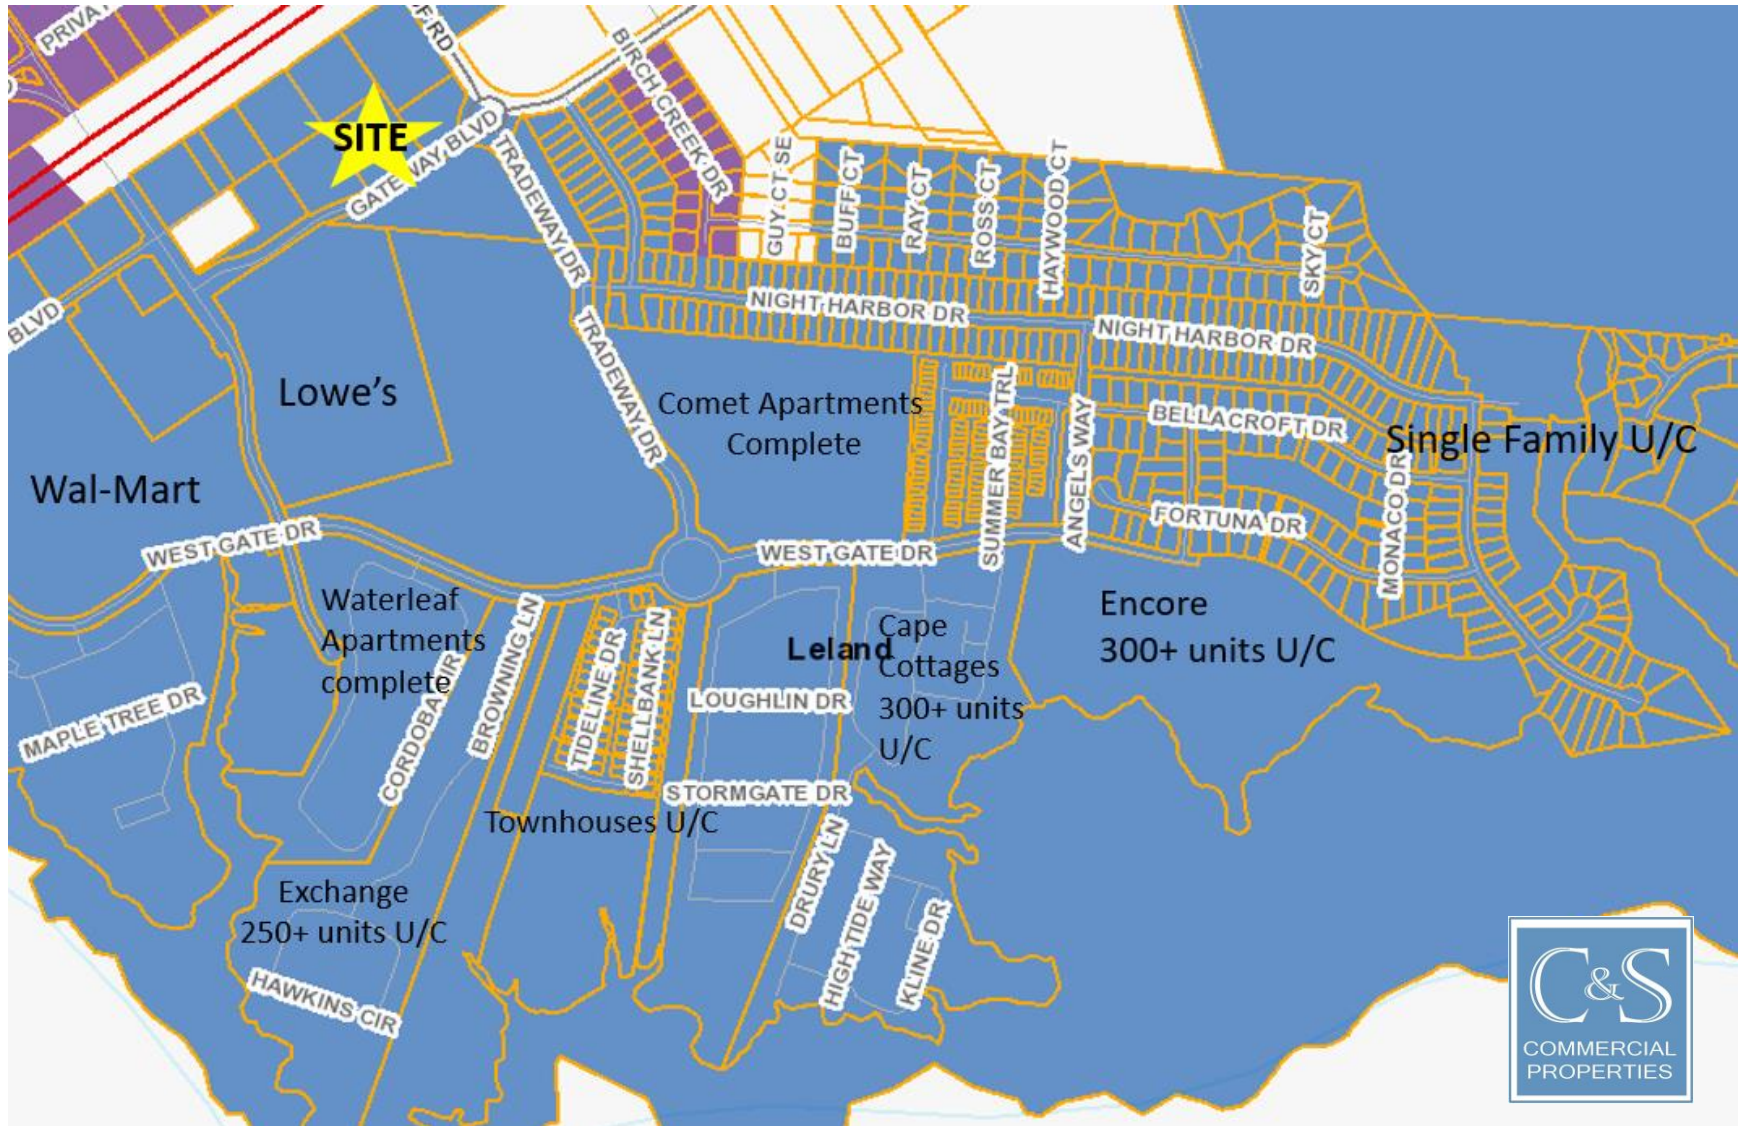 PRIVA
F RD
BIRCH CREEK DR
SITE
GATEWAY BLVD
TRADEWAY DR
GUY CT SE
BUFF CT
RAY CT
ROSS CT
HAYWOOD CT
SKY CT
BLVD
NIGHT HARBOR DR
NIGHT HARBOR DR
TRADEWAY DR
Lowe's
Comet Apartments
Complete
SUMMER BAY TRL
ANGELS WAY
BELLACROFT DR
Single Family U/C
MONACO DR
Wal-Mart
FORTUNA DR
WEST GATE DR
WEST GATE DR
Waterleaf
Apartments
complete
CORDOBA IR
BROWNING LN
TIDELINE DR
SHELLBANK LN
Leland
Cape
Cottages
300+ units
U/C
Encore
300+ units U/C
MAPLE TREE DR
LOUGHLIN DR
STORMGATE DR
Townhouses U/C
DRURY LN
HIGH TIDE WAY
KLINE DR
Exchange
250+ units U/C
HAWKINS CIR
C&S
COMMERCIAL
PROPERTIES